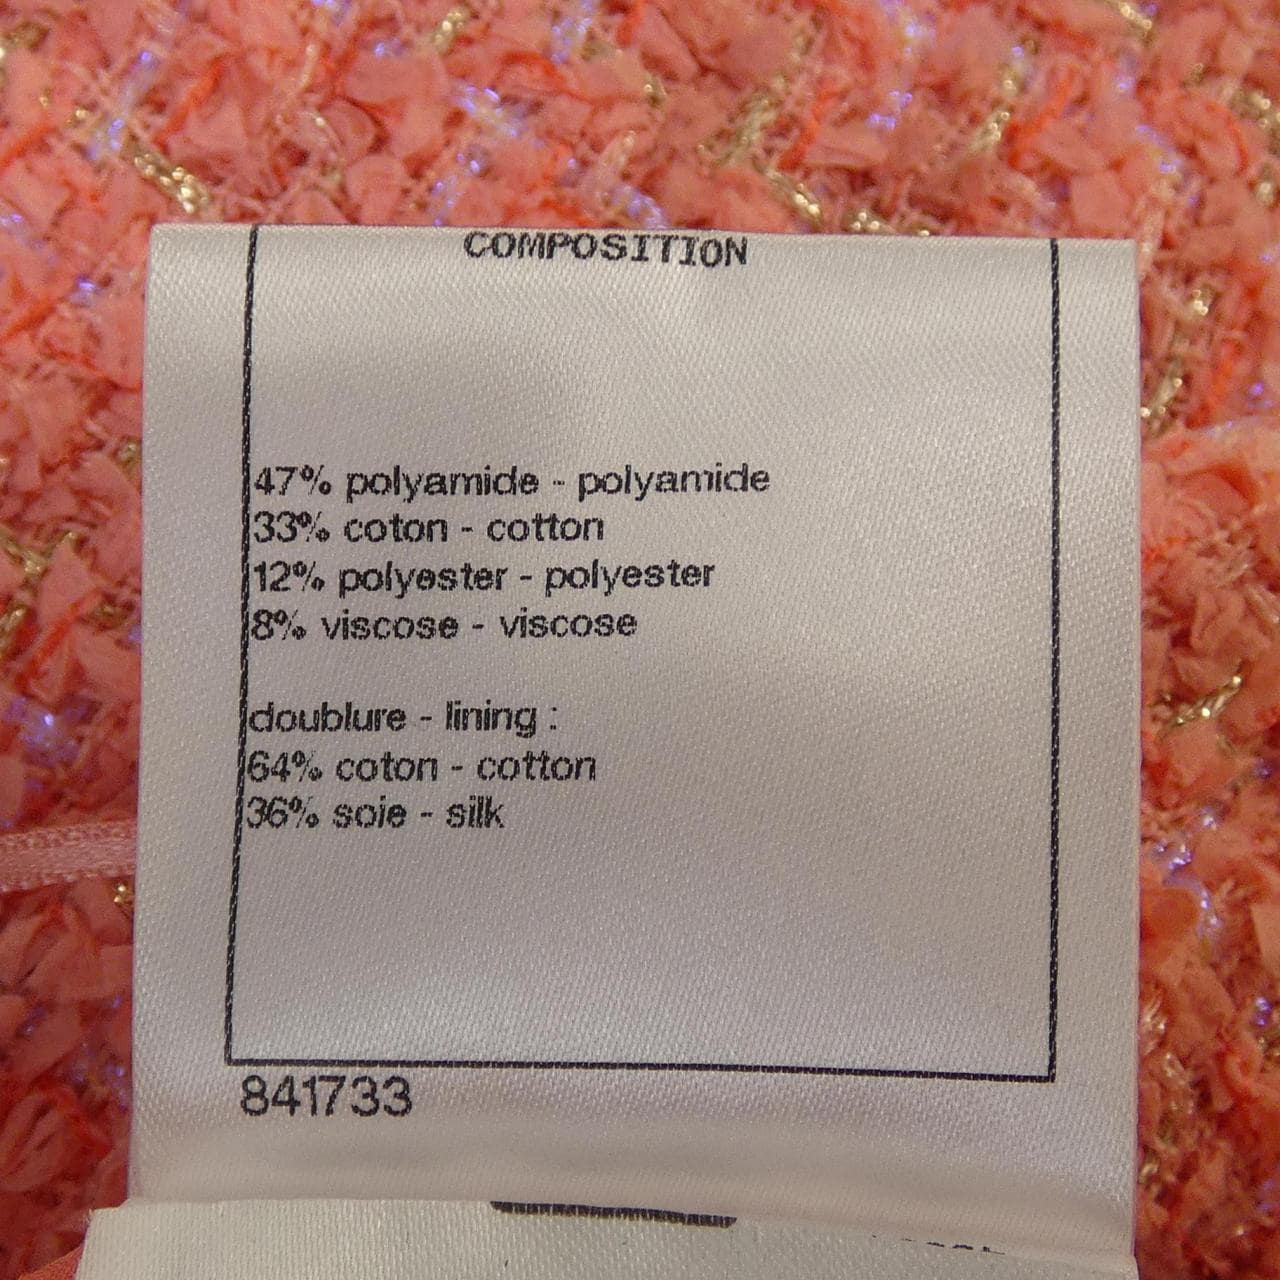 COMPOSITION
47% polyamide - polyamide
33% coton - cotton
12% polyester - polyester
8% viscose - viscose
doublure - lining :
64% coton - cotton
36% soie - silk
841733